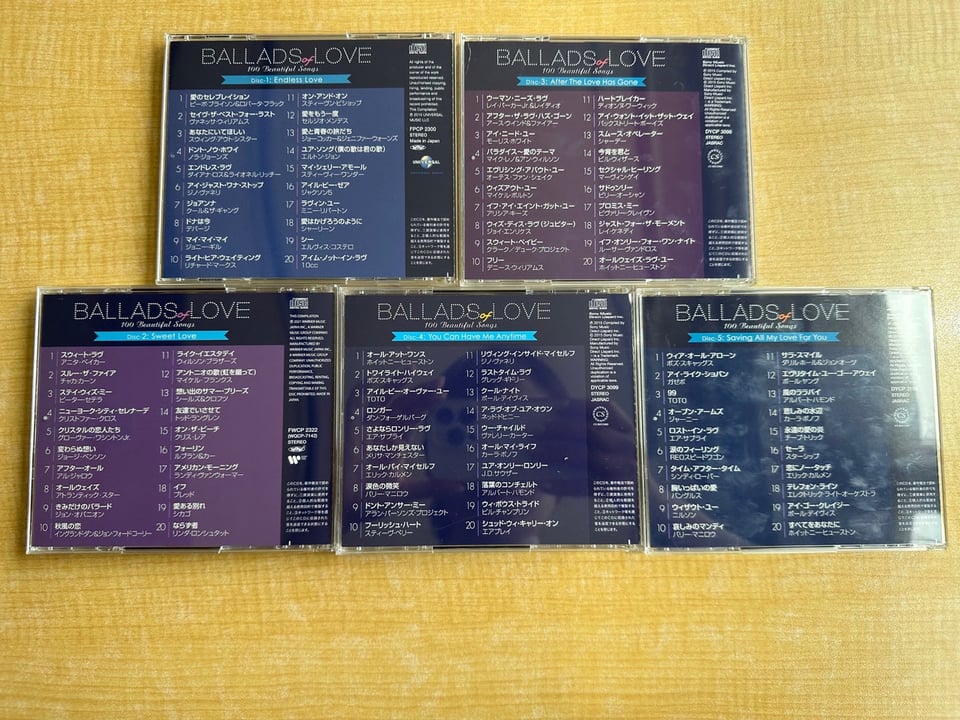 BALLADS of LOVE
100 Beautiful Songs
Disc-1: Endless Love
1 愛のセレブレイション
ピーボ・ブライソン&ロバータ・フラック
2 セイヴ・ザ・ベスト・フォー・ラスト
ヴァネッサ・ウィリアムス
3 あなたにいてほしい
スウィング・アウト・シスター
4 ドント・ノウ・ホワイ
ノラ・ジョーンズ
5 エンドレス・ラヴ
ダイアナ・ロス&ライオネル・リッチー
6 アイ・ジャスト・ワナ・ストップ
ジノ・ヴァネリ
7 ジョアンナ
クール&ザ・ギャング
8 ドナは今
デバージ
9 マイ・マイ・マイ
ジョニー・ギル
10 ライト・ヒア・ウェイティング
リチャード・マークス
11 オン・アンド・オン
スティーヴン・ビショップ
12 愛をもう一度
セルジオ・メンデス
13 愛と青春の旅だち
ジョー・コッカー&ジェニファー・ウォーンズ
14 ユア・ソング(僕の歌は君の歌)
エルトン・ジョン
15 マイ・シェリー・アモール
スティーヴィー・ワンダー
16 アイル・ビー・ゼア
ジャクソン5
17 ラヴィン・ユー
ミニー・リパートン
18 愛はかげろうのように
シャーリーン
19 シー
エルヴィス・コステロ
20 アイム・ノット・イン・ラヴ
10cc
FPCP 2300
STEREO
Made in Japan
UNIVERSAL
BALLADS of LOVE
100 Beautiful Songs
Disc-3: After The Love Has Gone
1 ウーマン・ニーズ・ラヴ
レイ・パーカーJr.&レイディオ
2 アフター・ザ・ラヴ・ハズ・ゴーン
アース・ウインド&ファイアー
3 アイ・ニード・ユー
モーリス・ホワイト
4 パラダイス~愛のテーマ
マイク・レノ&アン・ウィルソン
5 エヴリシング・アバウト・ユー
オーテス・ファン・シェイク
6 ウィズアウト・ユー
マイケル・ボルトン
7 イフ・アイ・エイント・ガット・ユー
アリシア・キーズ
8 ウィズ・ディス・ラヴ(ジュピター)
ジョイ・エンリケス
9 スウィート・ベイビー
クラーク/デューク・プロジェクト
10 フリー
デニース・ウィリアムス
11 ハートブレイカー
ディオンヌ・ワーウィック
12 アイ・ウォント・イット・ザット・ウェイ
バックストリート・ボーイズ
13 スムース・オペレーター
シャーデー
14 今宵を君と
ビル・ウィザース
15 セクシャル・ヒーリング
マーヴィン・ゲイ
16 サドゥンリー
ビリー・オーシャン
17 プロミス・ミー
ビヴァリー・クレイヴン
18 ジャスト・フォー・ザ・モーメント
レイ・ケネディ
19 イフ・オンリー・フォー・ワン・ナイト
ルーサー・ヴァンドロス
20 オールウェイズ・ラヴ・ユー
ホイットニー・ヒューストン
DYCP 3098
STEREO
JASRAC
BALLADS of LOVE
100 Beautiful Songs
Disc-2: Sweet Love
1 スウィート・ラヴ
アニタ・ベイカー
2 スルー・ザ・ファイア
チャカ・カーン
3 ステイ・ウィズ・ミー
ピーター・セテラ
4 ニューヨーク・シティ・セレナーデ
クリストファー・クロス
5 クリスタルの恋人たち
グローヴァー・ワシントンJr.
6 変わらぬ想い
ジョージ・ベンソン
7 アフター・オール
アル・ジャロウ
8 オールウェイズ
アトランティック・スター
9 きみだけのバラード
ジョン・オバニオン
10 秋風の恋
イングランド・ダン&ジョン・フォード・コーリー
11 ライク・イエスタデイ
ウィルソン・ブラザーズ
12 アントニオの歌(虹を翔って)
マイケル・フランクス
13 想い出のサマー・ブリーズ
シールズ&クロフツ
14 友達でいさせて
トッド・ラングレン
15 オン・ザ・ビーチ
クリス・レア
16 フォーリン
ルブラン&カー
17 アメリカン・モーニング
ランディ・ヴァンウォーマー
18 イフ
ブレッド
19 愛ある別れ
シカゴ
20 ならず者
リンダ・ロンシュタット
FWCP 2322
(WQCP-7142)
STEREO
BALLADS of LOVE
100 Beautiful Songs
Disc-4: You Can Have Me Anytime
1 オール・アット・ワンス
ホイットニー・ヒューストン
2 トワイライト・ハイウェイ
ボズ・スキャッグス
3 アイル・ビー・オーヴァー・ユー
TOTO
4 ロンガー
ダン・フォーゲルバーグ
5 さよならロンリー・ラヴ
エア・サプライ
6 あなたしか見えない
メリサ・マンチェスター
7 オール・バイ・マイセルフ
エリック・カルメン
8 涙色の微笑
バリー・マニロウ
9 ドント・アンサー・ミー
アラン・パーソンズ・プロジェクト
10 フーリッシュ・ハート
スティーヴ・ペリー
11 リヴィング・インサイド・マイセルフ
ジノ・ヴァネリ
12 ラスト・タイム・ラヴ
グレッグ・ギドリー
13 クール・ナイト
ポール・デイヴィス
14 ア・ラヴ・オブ・ユア・オウン
ネッド・ドヒニー
15 ウー・チャイルド
ヴァレリー・カーター
16 オール・マイ・ライフ
カーラ・ボノフ
17 ユア・オンリー・ロンリー
J.D.サウザー
18 落葉のコンチェルト
アルバート・ハモンド
19 ウィ・ボウス・トライド
ビル・チャンプリン
20 シュッド・ウィ・キャリー・オン
エアプレイ
DYCP 3099
STEREO
JASRAC
BALLADS of LOVE
100 Beautiful Songs
Disc-5: Saving All My Love For You
1 ウィア・オール・アローン
ボズ・スキャッグス
2 アイ・ライク・ショパン
ガゼボ
3 99
TOTO
4 オープン・アームズ
ジャーニー
5 ロスト・イン・ラヴ
エア・サプライ
6 涙のフィーリング
REOスピードワゴン
7 タイム・アフター・タイム
シンディ・ローパー
8 胸いっぱいの愛
バングルス
9 ウィザウト・ユー
ニルソン
10 哀しみのマンデイ
バリー・マニロウ
11 サラ・スマイル
ダリル・ホール&ジョン・オーツ
12 エヴリタイム・ユー・ゴー・アウェイ
ポール・ヤング
13 風のララバイ
アルバート・ハモンド
14 悲しみの水辺
カーラ・ボノフ
15 永遠の愛の炎
チープ・トリック
16 セーラ
スターシップ
17 恋にノー・タッチ
エリック・カルメン
18 テレフォン・ライン
エレクトリック・ライト・オーケストラ
19 アイ・ゴー・クレイジー
ポール・デイヴィス
20 すべてをあなたに
ホイットニー・ヒューストン
STEREO
JASRAC